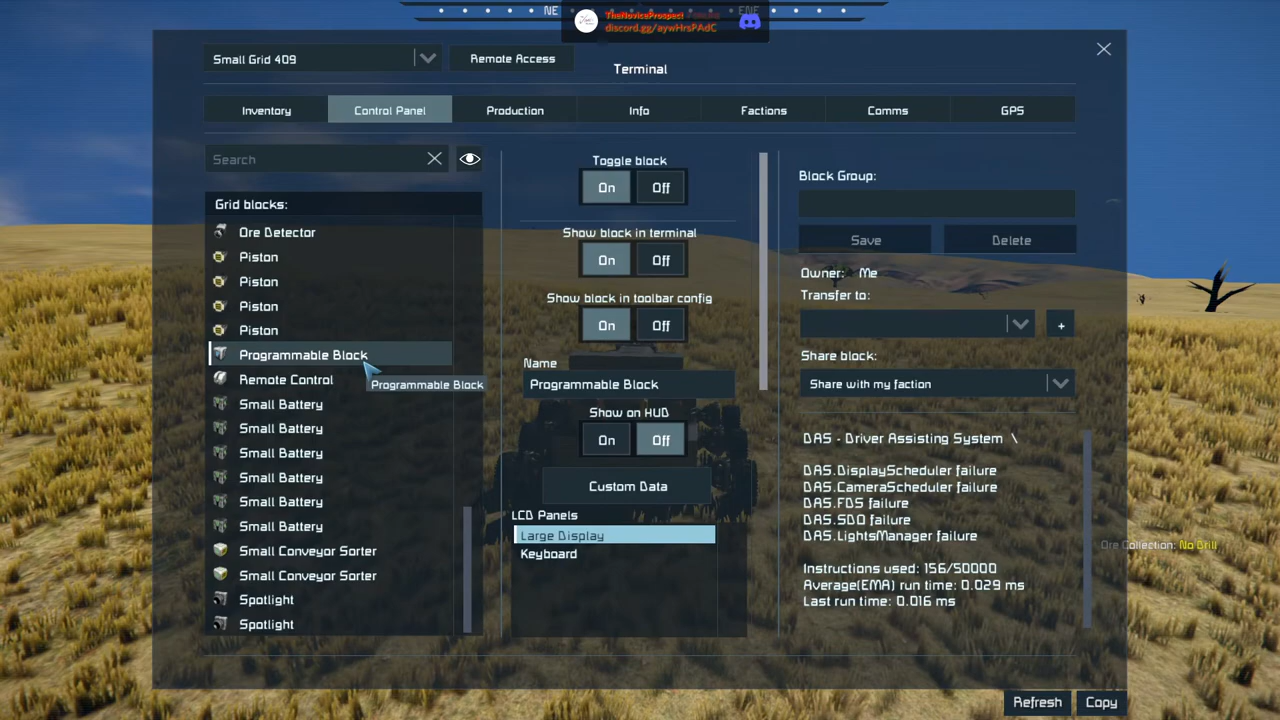 NE
ENE
TheNoviceProspect
discord.gg/aywHrsPAdC
Small Grid 409
Remote Access
Terminal
Inventory
Control Panel
Production
Info
Factions
Comms
GPS
Search
Grid blocks:
Ore Detector
Piston
Piston
Piston
Piston
Programmable Block
Programmable Block
Remote Control
Small Battery
Small Battery
Small Battery
Small Battery
Small Battery
Small Battery
Small Conveyor Sorter
Small Conveyor Sorter
Spotlight
Spotlight
Toggle block
On Off
Show block in terminal
On Off
Show block in toolbar config
On Off
Name
Programmable Block
Show on HUD
On Off
Custom Data
LCD Panels
Large Display
Keyboard
Block Group:
Save
Delete
Owner: Me
Transfer to:
+
Share block:
Share with my faction
DAS - Driver Assisting System \
DAS.DisplayScheduler failure
DAS.CameraScheduler failure
DAS.FDS failure
DAS.SDO failure
DAS.LightsManager failure
Instructions used: 156/50000
Average(EMA) run time: 0.029 ms
Last run time: 0.016 ms
Ore Collection: No Drill
Refresh
Copy